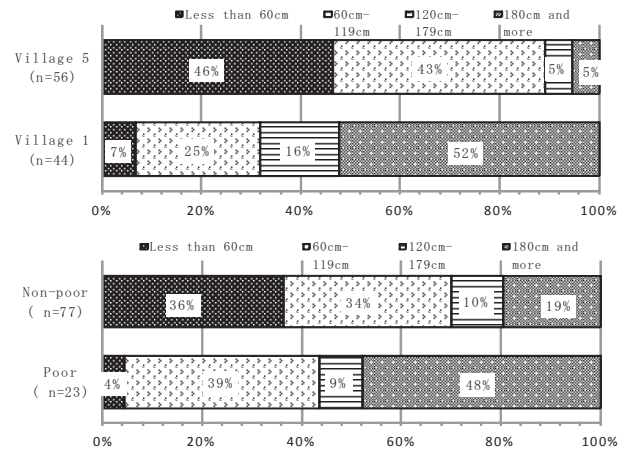 Less than 60cm 60cm- 120cm- 180cm and
119cm 179cm more
Village 5
(n=56)
46% 43% 5% 5%
Village 1
(n=44)
7% 25% 16% 52%
0% 20% 40% 60% 80% 100%
Less than 60cm 60cm- 120cm- 180cm and
119cm 179cm more
Non-poor
( n=77)
36% 34% 10% 19%
Poor
( n=23)
4% 39% 9% 48%
0% 20% 40% 60% 80% 100%